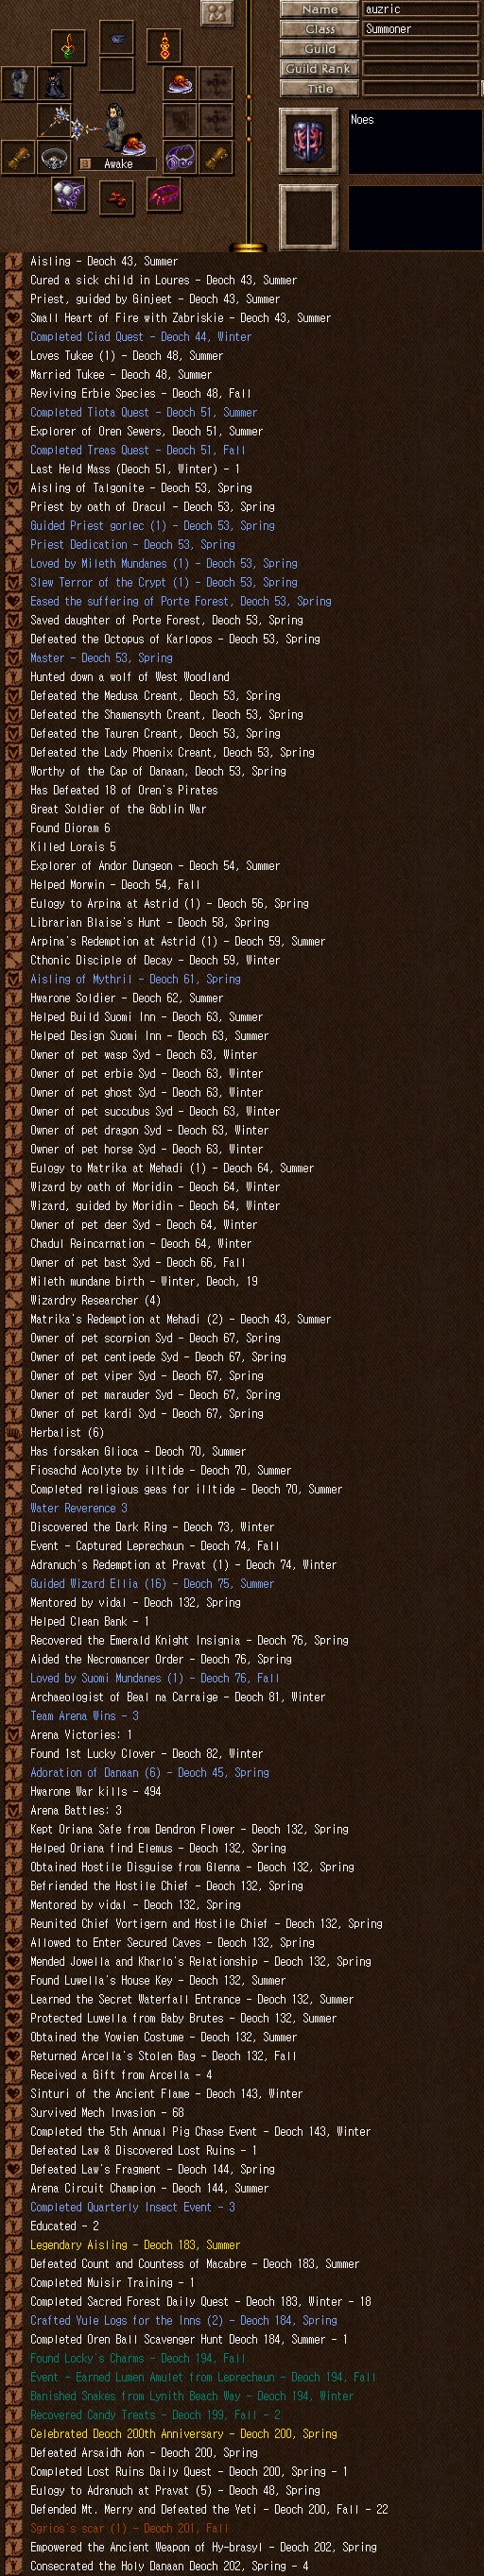 Name auzric
Class Summoner
Guild
Guild Rank
Title
Noes
Awake
Aisling - Deoch 43, Summer
Cured a sick child in Loures - Deoch 43, Summer
Priest, guided by Ginjeet - Deoch 43, Summer
Small Heart of Fire with Zabriskie - Deoch 43, Summer
Completed Ciad Quest - Deoch 44, Winter
Loves Tukee (1) - Deoch 48, Summer
Married Tukee - Deoch 48, Summer
Reviving Erbie Species - Deoch 48, Fall
Completed Tiota Quest - Deoch 51, Summer
Explorer of Oren Sewers, Deoch 51, Summer
Completed Treas Quest - Deoch 51, Fall
Last Held Mass (Deoch 51, Winter) - 1
Aisling of Talgonite - Deoch 53, Spring
Priest by oath of Dracul - Deoch 53, Spring
Guided Priest gorlec (1) - Deoch 53, Spring
Priest Dedication - Deoch 53, Spring
Loved by Mileth Mundanes (1) - Deoch 53, Spring
Slew Terror of the Crypt (1) - Deoch 53, Spring
Eased the suffering of Porte Forest, Deoch 53, Spring
Saved daughter of Porte Forest, Deoch 53, Spring
Defeated the Octopus of Karlopos - Deoch 53, Spring
Master - Deoch 53, Spring
Hunted down a wolf of West Woodland
Defeated the Medusa Creant, Deoch 53, Spring
Defeated the Shamensyth Creant, Deoch 53, Spring
Defeated the Tauren Creant, Deoch 53, Spring
Defeated the Lady Phoenix Creant, Deoch 53, Spring
Worthy of the Cap of Danaan, Deoch 53, Spring
Has Defeated 18 of Oren's Pirates
Great Soldier of the Goblin War
Found Dioram 6
Killed Lorais 5
Explorer of Andor Dungeon - Deoch 54, Summer
Helped Morwin - Deoch 54, Fall
Eulogy to Arpina at Astrid (1) - Deoch 56, Spring
Librarian Blaise's Hunt - Deoch 58, Spring
Arpina's Redemption at Astrid (1) - Deoch 59, Summer
Cthonic Disciple of Decay - Deoch 59, Winter
Aisling of Mythril - Deoch 61, Spring
Hwarone Soldier - Deoch 62, Summer
Helped Build Suomi Inn - Deoch 63, Summer
Helped Design Suomi Inn - Deoch 63, Summer
Owner of pet wasp Syd - Deoch 63, Winter
Owner of pet erbie Syd - Deoch 63, Winter
Owner of pet ghost Syd - Deoch 63, Winter
Owner of pet succubus Syd - Deoch 63, Winter
Owner of pet dragon Syd - Deoch 63, Winter
Owner of pet horse Syd - Deoch 63, Winter
Eulogy to Matrika at Mehadi (1) - Deoch 64, Summer
Wizard by oath of Moridin - Deoch 64, Winter
Wizard, guided by Moridin - Deoch 64, Winter
Owner of pet deer Syd - Deoch 64, Winter
Chadul Reincarnation - Deoch 64, Winter
Owner of pet bast Syd - Deoch 66, Fall
Mileth mundane birth - Winter, Deoch, 19
Wizardry Researcher (4)
Matrika's Redemption at Mehadi (2) - Deoch 43, Summer
Owner of pet scorpion Syd - Deoch 67, Spring
Owner of pet centipede Syd - Deoch 67, Spring
Owner of pet viper Syd - Deoch 67, Spring
Owner of pet marauder Syd - Deoch 67, Spring
Owner of pet kardi Syd - Deoch 67, Spring
Herbalist (6)
Has forsaken Glioca - Deoch 70, Summer
Fiosachd Acolyte by illtide - Deoch 70, Summer
Completed religious geas for illtide - Deoch 70, Summer
Water Reverence 3
Discovered the Dark Ring - Deoch 73, Winter
Event - Captured Leprechaun - Deoch 74, Fall
Adranuch's Redemption at Pravat (1) - Deoch 74, Winter
Guided Wizard Ellia (16) - Deoch 75, Summer
Mentored by vidal - Deoch 132, Spring
Helped Clean Bank - 1
Recovered the Emerald Knight Insignia - Deoch 76, Spring
Aided the Necromancer Order - Deoch 76, Spring
Loved by Suomi Mundanes (1) - Deoch 76, Fall
Archaeologist of Beal na Carraige - Deoch 81, Winter
Team Arena Wins - 3
Arena Victories: 1
Found 1st Lucky Clover - Deoch 82, Winter
Adoration of Danaan (6) - Deoch 45, Spring
Hwarone War kills - 494
Arena Battles: 3
Kept Oriana Safe from Dendron Flower - Deoch 132, Spring
Helped Oriana find Elemus - Deoch 132, Spring
Obtained Hostile Disguise from Glenna - Deoch 132, Spring
Befriended the Hostile Chief - Deoch 132, Spring
Mentored by vidal - Deoch 132, Spring
Reunited Chief Vortigern and Hostile Chief - Deoch 132, Spring
Allowed to Enter Secured Caves - Deoch 132, Spring
Mended Jowella and Kharlo's Relationship - Deoch 132, Spring
Found Luwella's House Key - Deoch 132, Summer
Learned the Secret Waterfall Entrance - Deoch 132, Summer
Protected Luwella from Baby Brutes - Deoch 132, Summer
Obtained the Yowien Costume - Deoch 132, Summer
Returned Arcella's Stolen Bag - Deoch 132, Fall
Received a Gift from Arcella - 4
Sinturi of the Ancient Flame - Deoch 143, Winter
Survived Mech Invasion - 68
Completed the 5th Annual Pig Chase Event - Deoch 143, Winter
Defeated Law & Discovered Lost Ruins - 1
Defeated Law's Fragment - Deoch 144, Spring
Arena Circuit Champion - Deoch 144, Summer
Completed Quarterly Insect Event - 3
Educated - 2
Legendary Aisling - Deoch 183, Summer
Defeated Count and Countess of Macabre - Deoch 183, Summer
Completed Muisir Training - 1
Completed Sacred Forest Daily Quest - Deoch 183, Winter - 18
Crafted Yule Logs for the Inns (2) - Deoch 184, Spring
Completed Oren Ball Scavenger Hunt Deoch 184, Summer - 1
Found Locky's Charms - Deoch 194, Fall
Event - Earned Lumen Amulet from Leprechaun - Deoch 194, Fall
Banished Snakes from Lynith Beach Way - Deoch 194, Winter
Recovered Candy Treats - Deoch 199, Fall - 2
Celebrated Deoch 200th Anniversary - Deoch 200, Spring
Defeated Arsaidh Aon - Deoch 200, Spring
Completed Lost Ruins Daily Quest - Deoch 200, Spring - 1
Eulogy to Adranuch at Pravat (5) - Deoch 48, Spring
Defended Mt. Merry and Defeated the Yeti - Deoch 200, Fall - 22
Sgrios's scar (1) - Deoch 201, Fall
Empowered the Ancient Weapon of Hy-brasyl - Deoch 202, Spring
Consecrated the Holy Danaan Deoch 202, Spring - 4